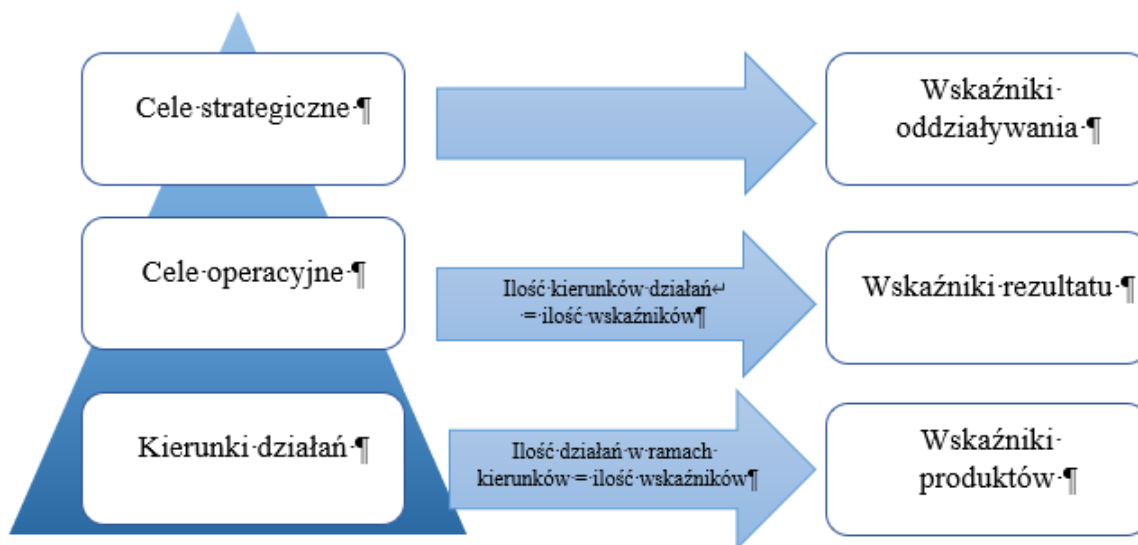 Cele·strategiczne·¶
Wskaźniki·
oddziaływania·¶
Cele·operacyjne·¶
Ilość·kierunków·działań↵
·=·ilość·wskaźników¶
Wskaźniki·rezultatu·¶
Kierunki·działań·¶
Ilość·działań·w·ramach·
kierunków·=·ilość·wskaźników¶
Wskaźniki·
produktów·¶